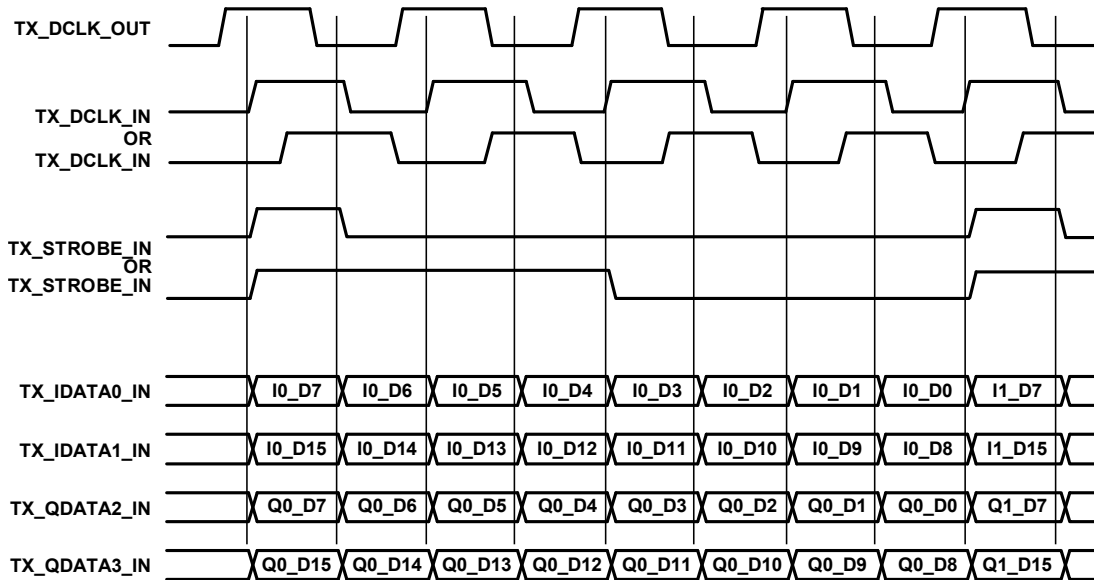 TX_DCLK_OUT
TX_DCLK_IN
OR
TX_DCLK_IN
TX_STROBE_IN
OR
TX_STROBE_IN
TX_IDATA0_IN I0_D7 I0_D6 I0_D5 I0_D4 I0_D3 I0_D2 I0_D1 I0_D0 I1_D7
TX_IDATA1_IN I0_D15 I0_D14 I0_D13 I0_D12 I0_D11 I0_D10 I0_D9 I0_D8 I1_D15
TX_QDATA2_IN Q0_D7 Q0_D6 Q0_D5 Q0_D4 Q0_D3 Q0_D2 Q0_D1 Q0_D0 Q1_D7
TX_QDATA3_IN Q0_D15 Q0_D14 Q0_D13 Q0_D12 Q0_D11 Q0_D10 Q0_D9 Q0_D8 Q1_D15